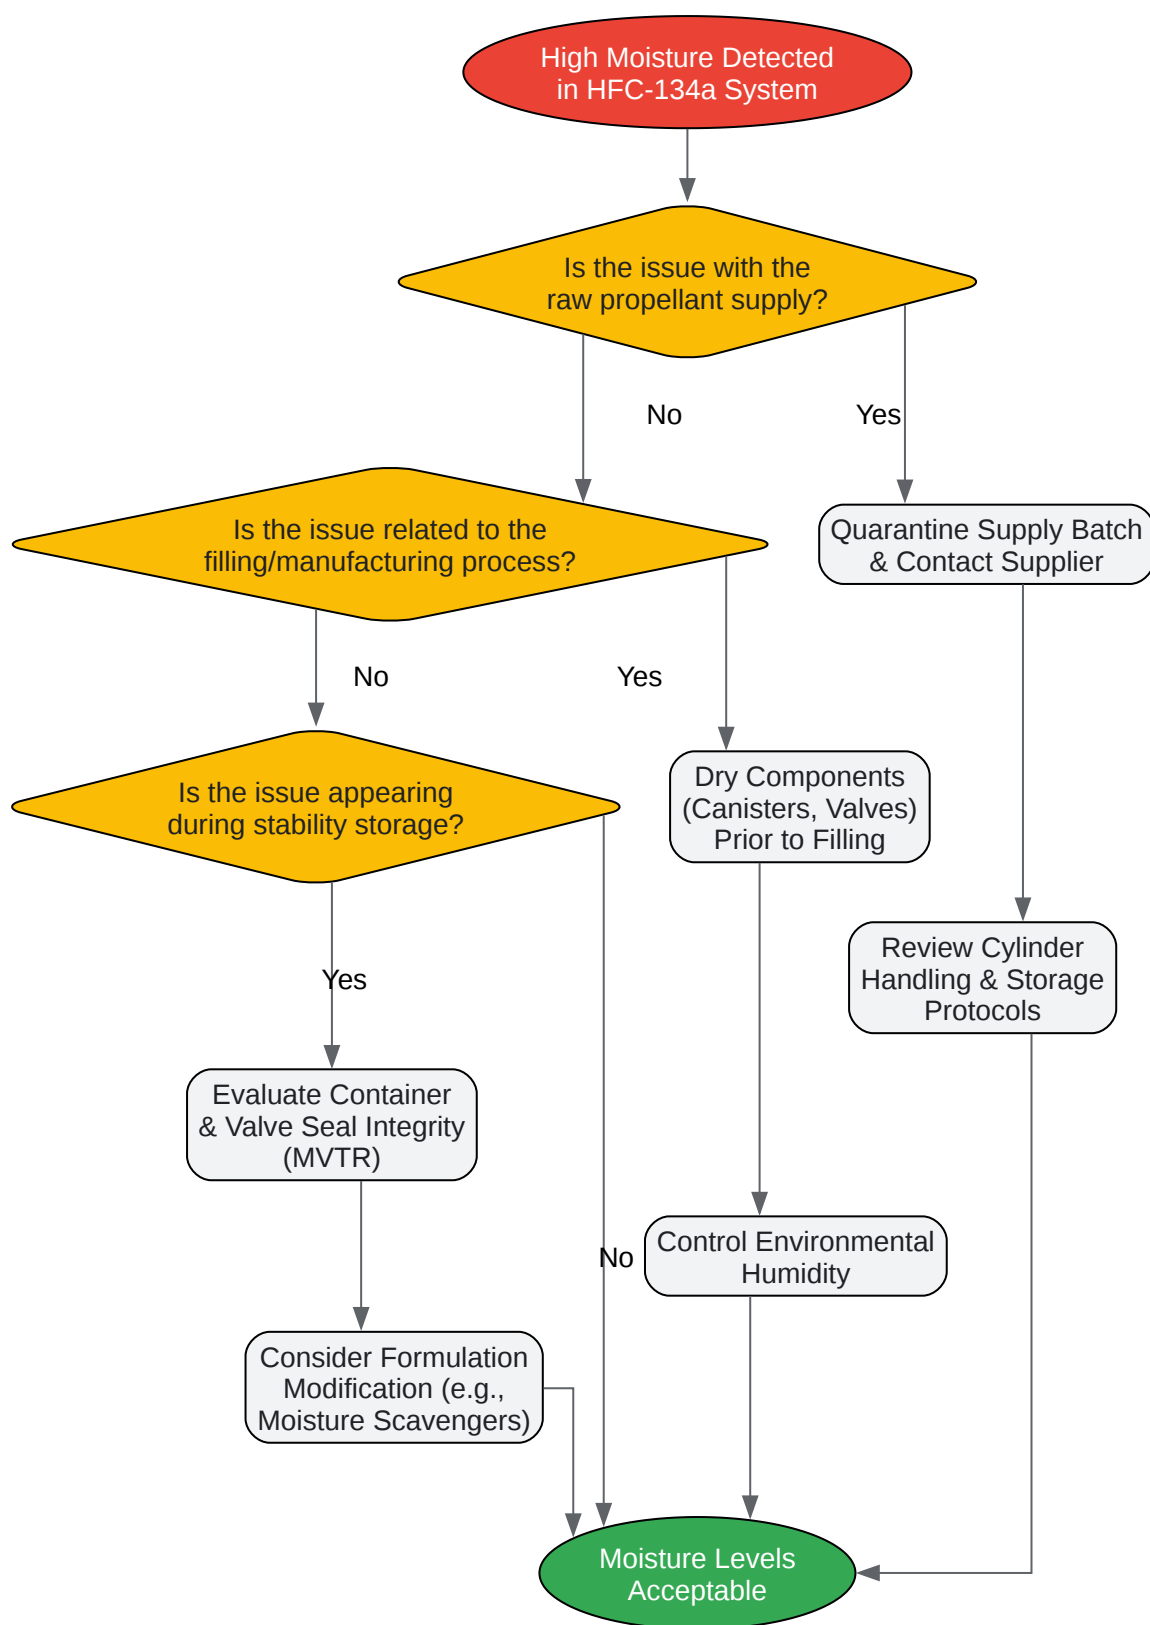 High Moisture Detected
in HFC-134a System
Is the issue with the
raw propellant supply?
No
Yes
Is the issue related to the
filling/manufacturing process?
Quarantine Supply Batch
& Contact Supplier
No
Yes
Is the issue appearing
during stability storage?
Dry Components
(Canisters, Valves)
Prior to Filling
Review Cylinder
Handling & Storage
Protocols
Yes
Evaluate Container
& Valve Seal Integrity
(MVTR)
No
Control Environmental
Humidity
Consider Formulation
Modification (e.g.,
Moisture Scavengers)
Moisture Levels
Acceptable